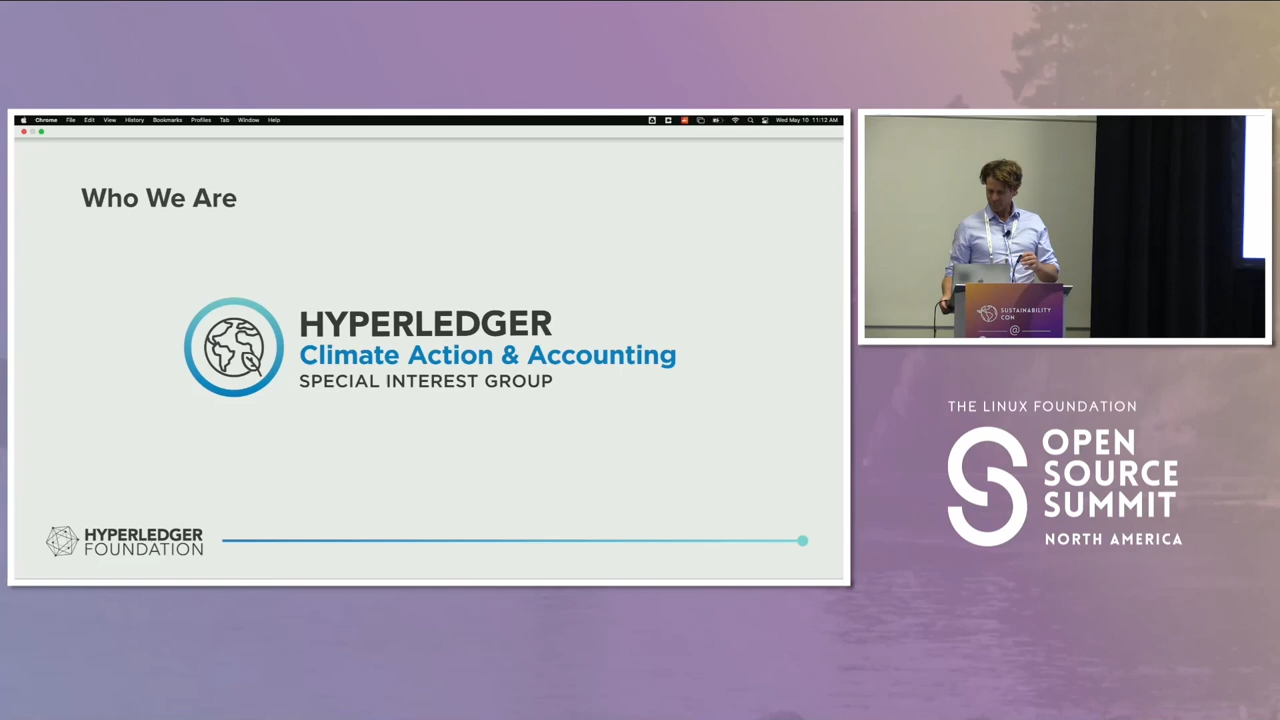 Chrome File Edit View History Bookmarks Profiles Tab Window Help
Wed May 10 11:12 AM
Who We Are
HYPERLEDGER
Climate Action & Accounting
SPECIAL INTEREST GROUP
HYPERLEDGER
FOUNDATION
SUSTAINABILITY
CON
@
THE LINUX FOUNDATION
OPEN
SOURCE
SUMMIT
NORTH AMERICA